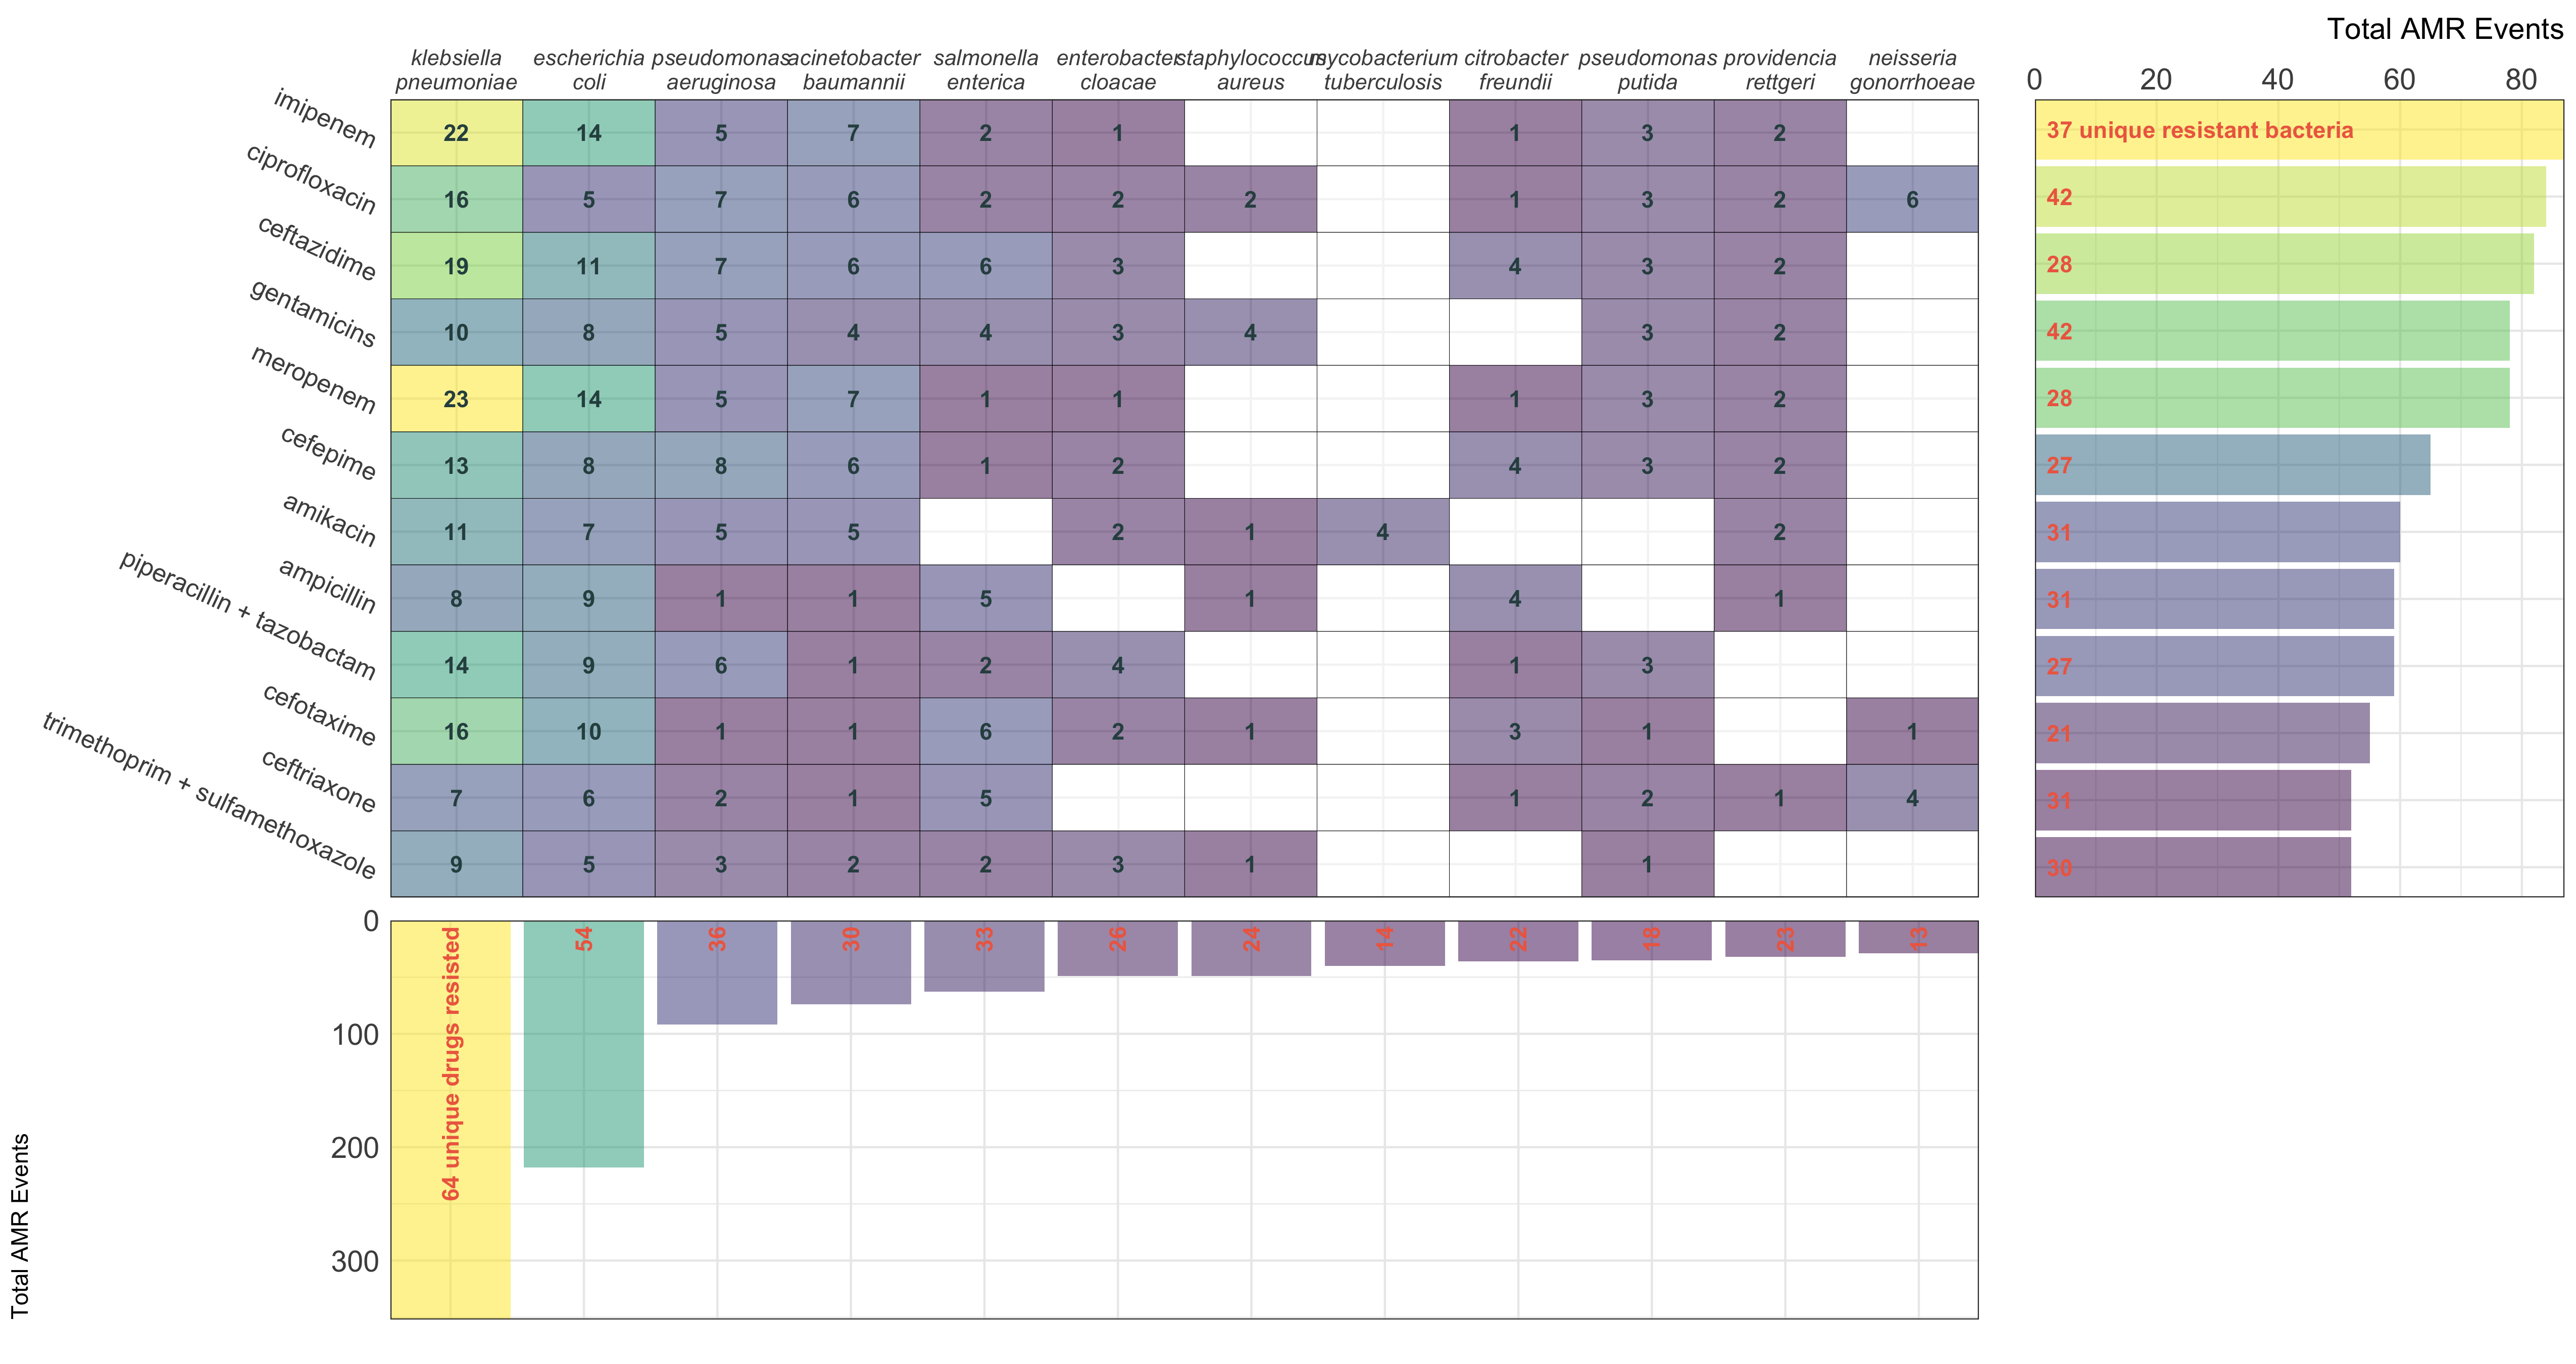 Total AMR Events
klebsiella pneumoniae
escherichia coli
pseudomonas aeruginosa
acinetobacter baumannii
salmonella enterica
enterobacter cloacae
staphylococcus aureus
mycobacterium tuberculosis
citrobacter freundii
pseudomonas putida
providencia rettgeri
neisseria gonorrhoeae
0 20 40 60 80
imipenem 22 14 5 7 2 1 1 3 2 37 unique resistant bacteria
ciprofloxacin 16 5 7 6 2 2 2 1 3 2 6 42
ceftazidime 19 11 7 6 6 3 4 3 2 28
gentamicins 10 8 5 4 4 3 4 3 2 42
meropenem 23 14 5 7 1 1 1 3 2 28
cefepime 13 8 8 6 1 2 4 3 2 27
amikacin 11 7 5 5 2 1 4 2 31
ampicillin 8 9 1 1 5 1 4 1 31
piperacillin + tazobactam 14 9 6 1 2 4 1 3 27
cefotaxime 16 10 1 1 6 2 1 3 1 1 21
ceftriaxone 7 6 2 1 5 1 2 1 4 31
trimethoprim + sulfamethoxazole 9 5 3 2 2 3 1 1 30
0
100
200
300
64 unique drugs resisted
54 36 30 33 26 24 14 22 18 23 13
Total AMR Events